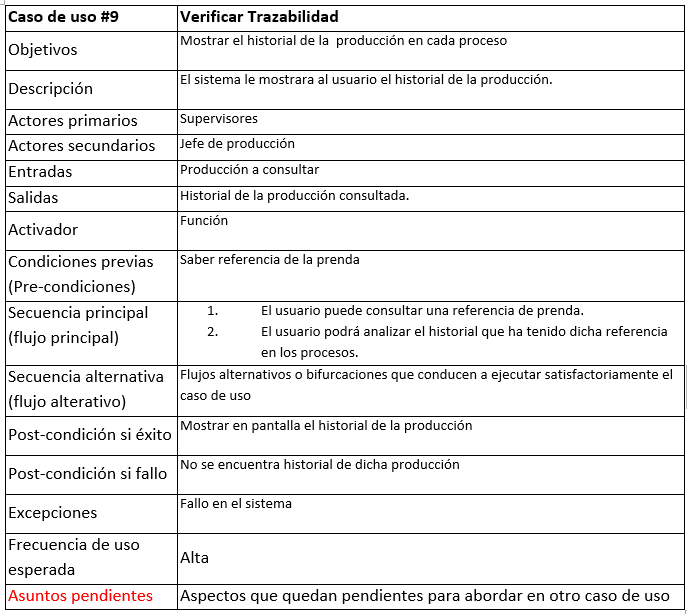 Caso de uso #9 Verificar Trazabilidad
Objetivos Mostrar el historial de la producción en cada proceso
Descripción El sistema le mostrara al usuario el historial de la producción.
Actores primarios Supervisores
Actores secundarios Jefe de producción
Entradas Producción a consultar
Salidas Historial de la producción consultada.
Activador Función
Condiciones previas
(Pre-condiciones)
Saber referencia de la prenda
Secuencia principal
(flujo principal)
1. El usuario puede consultar una referencia de prenda.
2. El usuario podrá analizar el historial que ha tenido dicha referencia
en los procesos.
Secuencia alternativa
(flujo alterativo)
Flujos alternativos o bifurcaciones que conducen a ejecutar satisfactoriamente el
caso de uso
Post-condición si éxito Mostrar en pantalla el historial de la producción
Post-condición si fallo No se encuentra historial de dicha producción
Excepciones Fallo en el sistema
Frecuencia de uso
esperada
Alta
Asuntos pendientes Aspectos que quedan pendientes para abordar en otro caso de uso